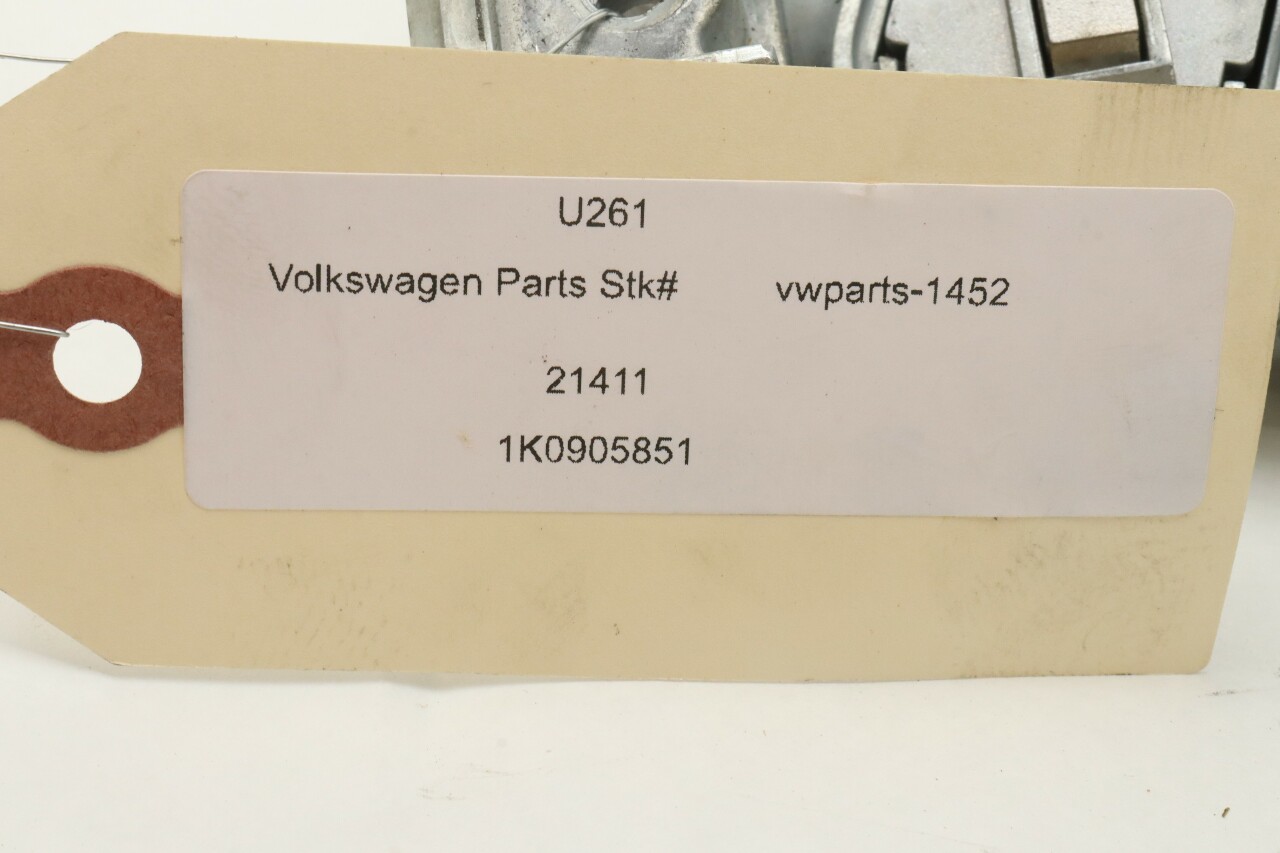 U261
Volkswagen Parts Stk# vwparts-1452
21411
1K0905851